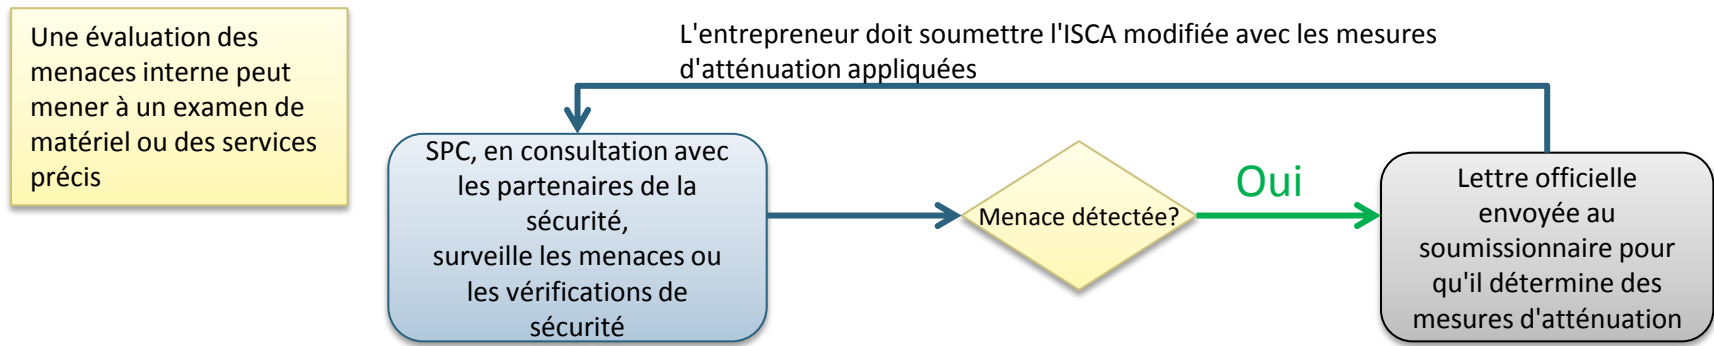 Une évaluation des
menaces interne peut
mener à un examen de
matériel ou des services
précis
L'entrepreneur doit soumettre l'ISCA modifiée avec les mesures
d'atténuation appliquées
SPC, en consultation avec
les partenaires de la
sécurité,
surveille les menaces ou
les vérifications de
sécurité
Menace détectée?
Oui
Lettre officielle
envoyée au
soumissionnaire pour
qu'il détermine des
mesures d'atténuation